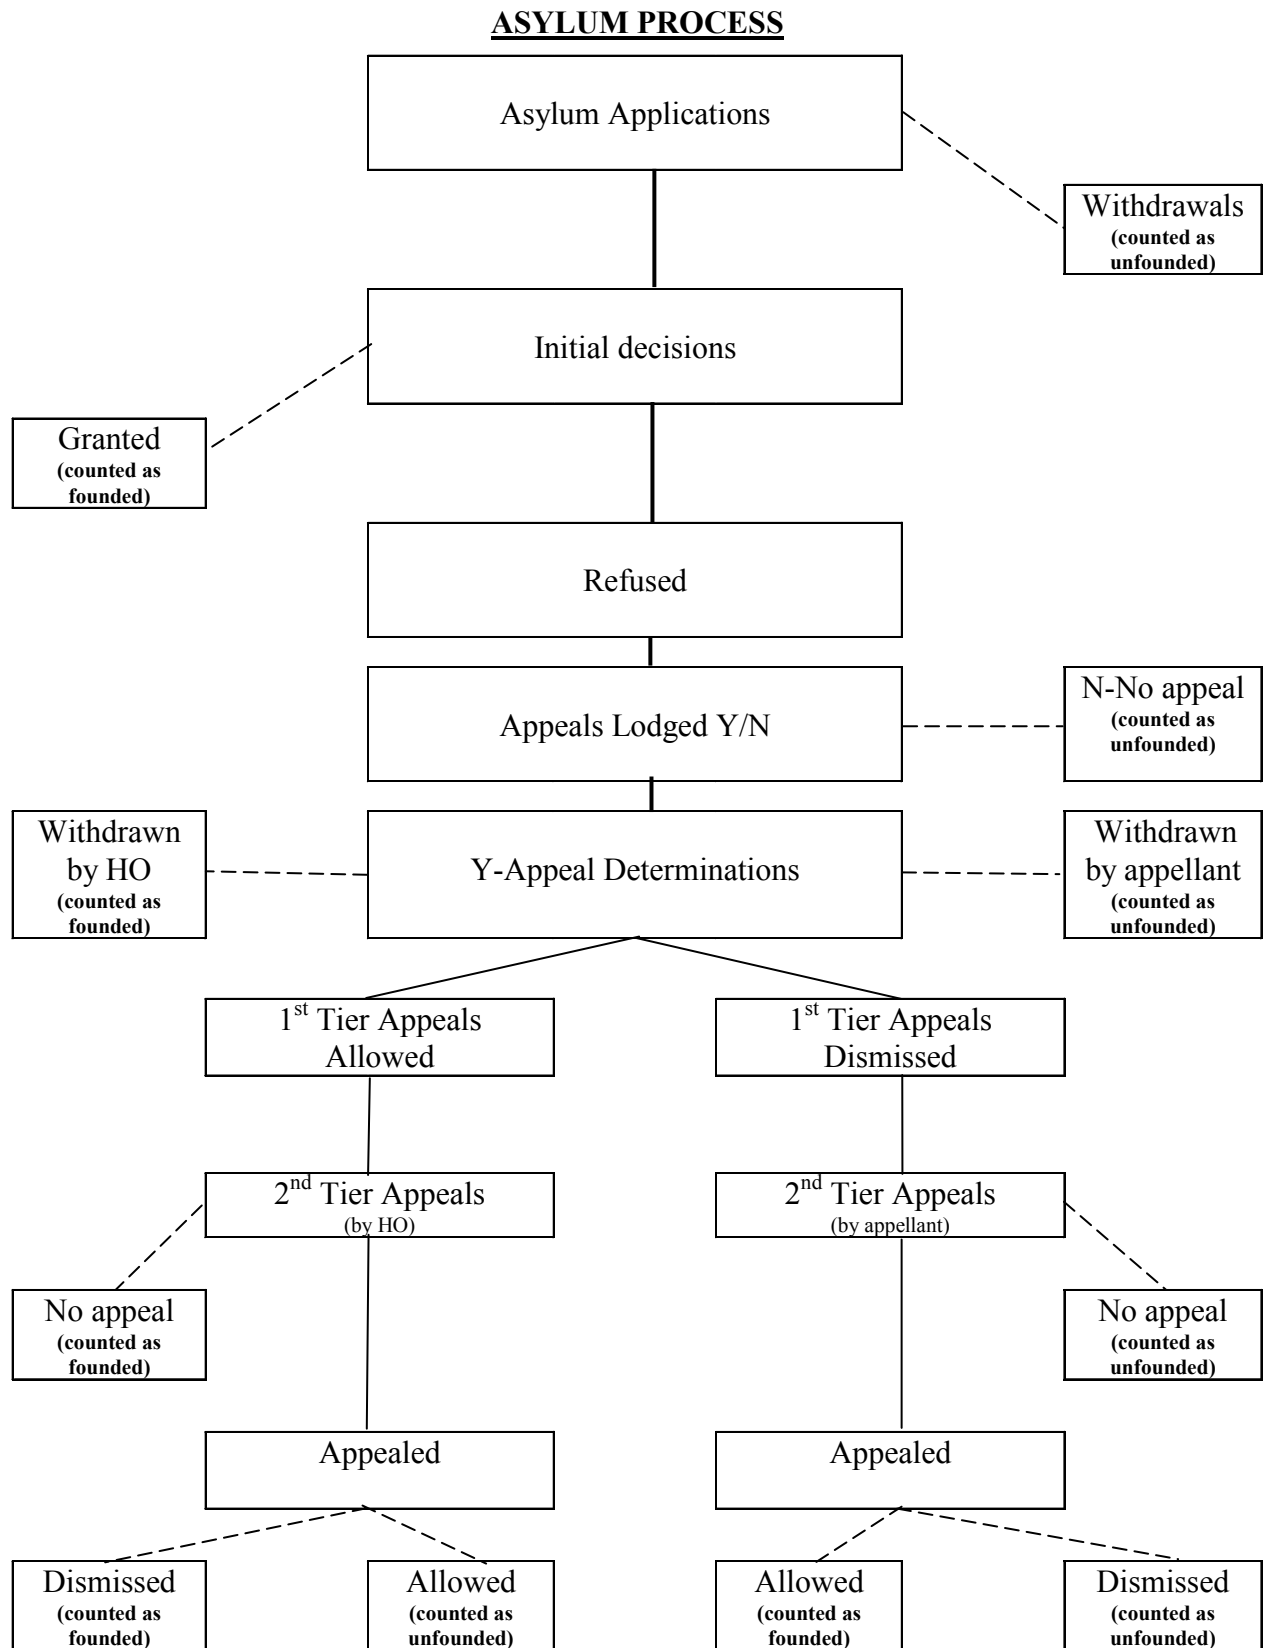 ASYLUM PROCESS
Asylum Applications
Withdrawals
(counted as
unfounded)
Initial decisions
Granted
(counted as
founded)
Refused
Appeals Lodged Y/N
N-No appeal
(counted as
unfounded)
Withdrawn
by HO
(counted as
founded)
Y-Appeal Determinations
Withdrawn
by appellant
(counted as
unfounded)
1st Tier Appeals
Allowed
1st Tier Appeals
Dismissed
2nd Tier Appeals
(by HO)
2nd Tier Appeals
(by appellant)
No appeal
(counted as
founded)
No appeal
(counted as
unfounded)
Appealed
Appealed
Dismissed
(counted as
founded)
Allowed
(counted as
unfounded)
Allowed
(counted as
founded)
Dismissed
(counted as
unfounded)